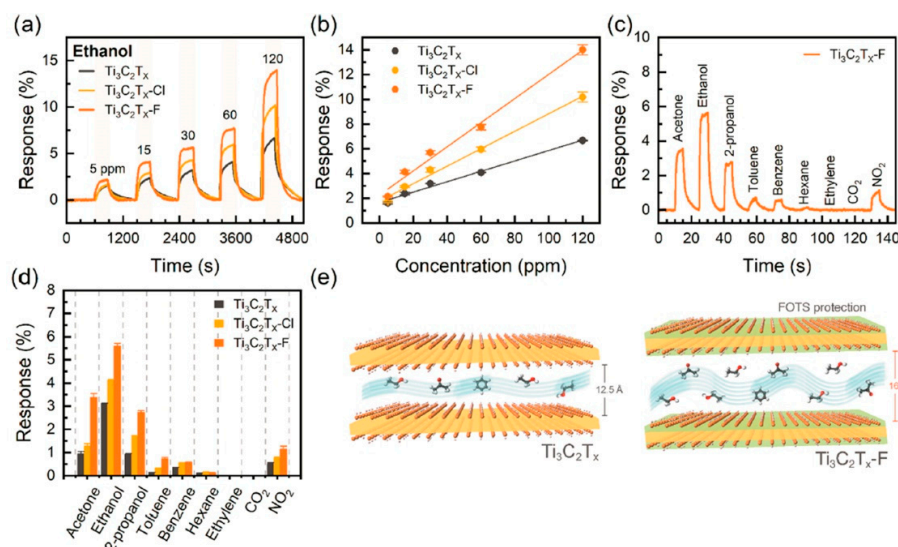 (a)
Ethanol
Ti₃C₂Tₓ
Ti₃C₂Tₓ-Cl
Ti₃C₂Tₓ-F
5 ppm
15
30
60
120
Response (%)
15
10
5
0
0 1200 2400 3600 4800
Time (s)
(b)
Ti₃C₂Tₓ
Ti₃C₂Tₓ-Cl
Ti₃C₂Tₓ-F
Response (%)
14
12
10
8
6
4
2
0
0 20 40 60 80 100 120
Concentration (ppm)
(c)
Ti₃C₂Tₓ-F
Acetone
Ethanol
2-propanol
Toluene
Benzene
Hexane
Ethylene
CO₂
NO₂
Response (%)
10
8
6
4
2
0
0 20 40 60 80 100 120 140
Time (s)
(d)
Ti₃C₂Tₓ
Ti₃C₂Tₓ-Cl
Ti₃C₂Tₓ-F
Response (%)
8
7
6
5
4
3
2
1
0
Acetone
Ethanol
2-propanol
Toluene
Benzene
Hexane
Ethylene
CO₂
NO₂
(e)
12.5 Å
Ti₃C₂Tₓ
FOTS protection
Ti₃C₂Tₓ-F